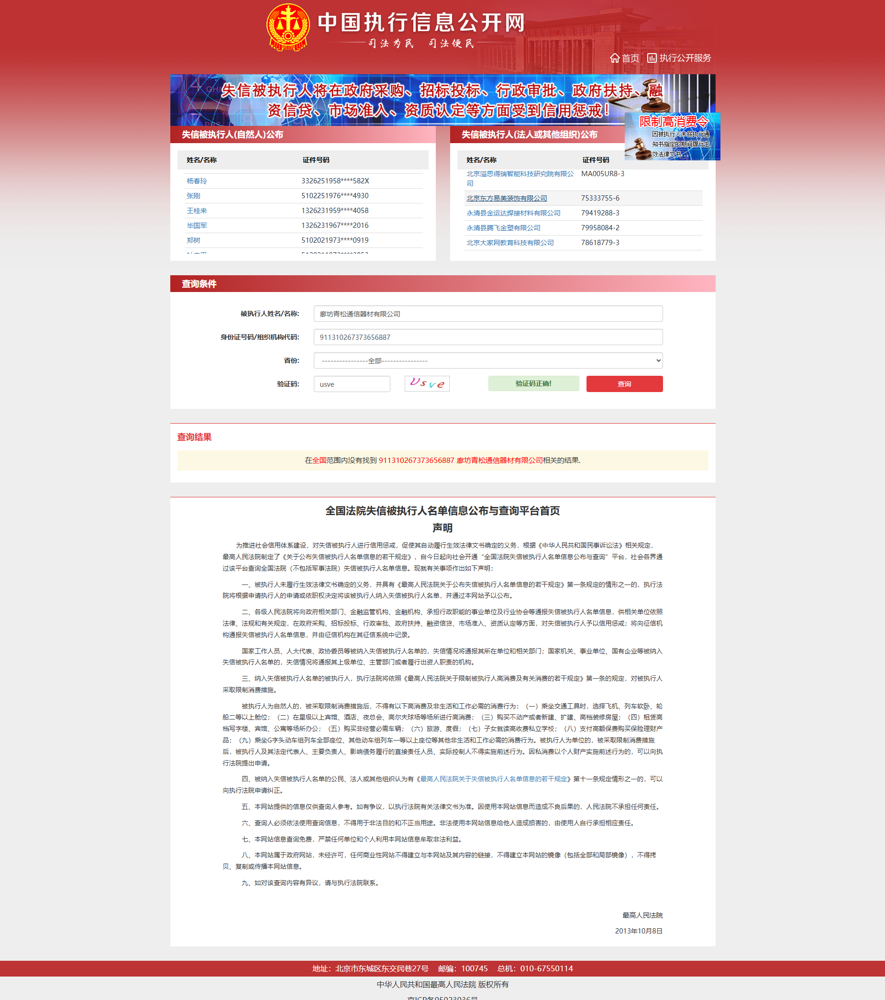 中国执行信息公开网
司法为民 司法便民
首页 执行公开服务
失信被执行人将在政府采购、招标投标、行政审批、政府扶持、融
资信贷、市场准入、资质认定等方面受到信用惩戒！
限制高消费令
因被执行人未按执行通
知书指定的期间履行生
效法律文书...
失信被执行人(自然人)公布
姓名/名称 证件号码
杨春玲 3326251958****582X
张刚 5102251976****4930
王桂来 1326231959****4058
毕国军 1326231967****2016
郑树 5102021973****0919
失信被执行人(法人或其他组织)公布
姓名/名称 证件号码
北京溢思得瑞智能科技研究院有限公 MA005UR8-3
司
北京东方易美装饰有限公司 75333755-6
永清县金运达焊接材料有限公司 79419288-3
永清县腾飞金塑有限公司 79958084-2
北京大家网教育科技有限公司 78618779-3
查询条件
被执行人姓名/名称: 廊坊青松通信器材有限公司
身份证号码/组织机构代码: 911310267373656887
省份: ----------------全部----------------
验证码: usve Usve 验证码正确! 查询
查询结果
在全国范围内没有找到 911310267373656887 廊坊青松通信器材有限公司相关的结果.
全国法院失信被执行人名单信息公布与查询平台首页
声明
为推进社会信用体系建设，对失信被执行人进行信用惩戒，促使其自动履行生效法律文书确定的义务，根据《中华人民共和国民事诉讼法》相关规定，
最高人民法院制定了《关于公布失信被执行人名单信息的若干规定》，自今日起向社会开通“全国法院失信被执行人名单信息公布与查询”平台，社会各界通
过该平台查询全国法院（不包括军事法院）失信被执行人名单信息。现就有关事项作出如下声明：
一、被执行人未履行生效法律文书确定的义务，并具有《最高人民法院关于公布失信被执行人名单信息的若干规定》第一条规定的情形之一的，执行法
院将根据申请执行人的申请或依职权决定将该被执行人纳入失信被执行人名单，并通过本网站予以公布。
二、各级人民法院将向政府相关部门、金融监管机构、金融机构、承担行政职能的事业单位及行业协会等通报失信被执行人名单信息，供相关单位依照
法律、法规和有关规定，在政府采购、招标投标、行政审批、政府扶持、融资信贷、市场准入、资质认定等方面，对失信被执行人予以信用惩戒；将向征信机
构通报失信被执行人名单信息，并由征信机构在其征信系统中记录。
国家工作人员、人大代表、政协委员等被纳入失信被执行人名单的，失信情况将通报其所在单位和相关部门；国家机关、事业单位、国有企业等被纳入
失信被执行人名单的，失信情况将通报其上级单位、主管部门或者履行出资人职责的机构。
三、纳入失信被执行人名单的被执行人，执行法院将依照《最高人民法院关于限制被执行人高消费及有关消费的若干规定》第一条的规定，对被执行人
采取限制消费措施。
被执行人为自然人的，被采取限制消费措施后，不得有以下高消费及非生活和工作必需的消费行为：（一）乘坐交通工具时，选择飞机、列车软卧、轮
船二等以上舱位；（二）在星级以上宾馆、酒店、夜总会、高尔夫球场等场所进行高消费；（三）购买不动产或者新建、扩建、高档装修房屋；（四）租赁高
档写字楼、宾馆、公寓等场所办公；（五）购买非经营必需车辆；（六）旅游、度假；（七）子女就读高收费私立学校；（八）支付高额保费购买保险理财产
品；（九）乘坐G字头动车组列车全部座位、其他动车组列车一等以上座位等其他非生活和工作必需的消费行为。被执行人为单位的，被采取限制消费措施
后，被执行人及其法定代表人、主要负责人、影响债务履行的直接责任人员、实际控制人不得实施前述行为。因私消费以个人财产实施前述行为的，可以向执
行法院提出申请。
四、被纳入失信被执行人名单的公民、法人或其他组织认为有《最高人民法院关于失信被执行人名单信息的若干规定》第十一条规定情形之一的，可以
向执行法院申请纠正。
五、本网站提供的信息仅供查询人参考。如有争议，以执行法院有关法律文书为准。因使用本网站信息而造成不良后果的，人民法院不承担任何责任。
六、查询人必须依法使用查询信息，不得用于非法目的和不正当用途。非法使用本网站信息给他人造成损害的，由使用人自行承担相应责任。
七、本网站信息查询免费，严禁任何单位和个人利用本网站信息牟取非法利益。
八、本网站属于政府网站，未经许可，任何商业性网站不得建立与本网站及其内容的链接，不得建立本网站的镜像（包括全部和局部镜像），不得拷
贝、复制或传播本网站信息。
九、如对该查询内容有异议，请与执行法院联系。
最高人民法院
2013年10月8日
地址：北京市东城区东交民巷27号 邮编：100745 总机：010-67550114
中华人民共和国最高人民法院 版权所有
京ICP备05023036号